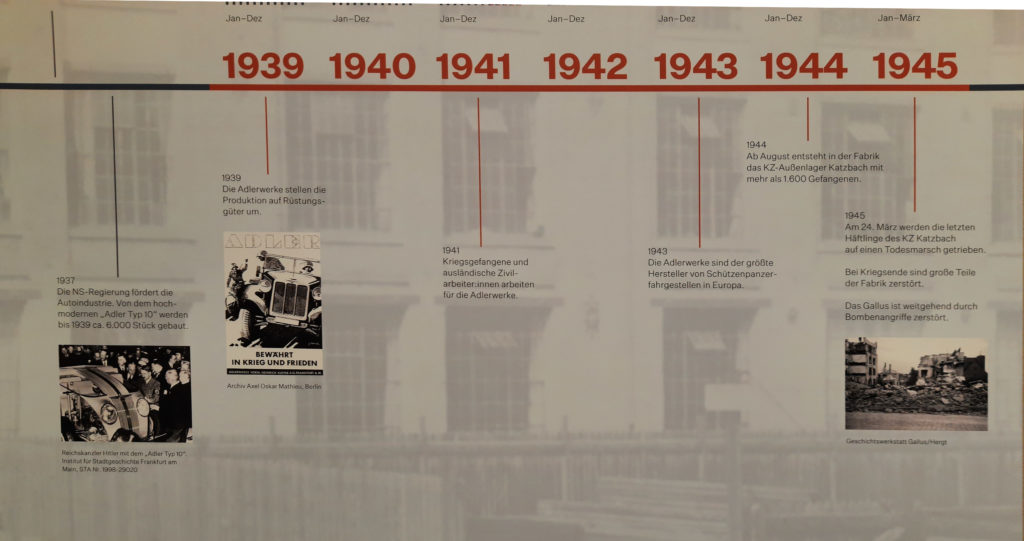 Jan–Dez
Jan–Dez
Jan–Dez
Jan–Dez
Jan–Dez
Jan–Dez
Jan–März
1939
1940
1941
1942
1943
1944
1945
1937
Die NS-Regierung fördert die
Autoindustrie. Von dem hoch-
modernen „Adler Typ 10“ werden
bis 1939 ca. 6.000 Stück gebaut.
Reichskanzler Hitler mit dem „Adler Typ 10“.
Institut für Stadtgeschichte Frankfurt am
Main, STA Nr. 1998-29020
1939
Die Adlerwerke stellen die
Produktion auf Rüstungs-
güter um.
ADLER
BEWÄHRT
IN KRIEG UND FRIEDEN
Archiv Axel Oskar Mathieu, Berlin
1941
Kriegsgefangene und
ausländische Zivil-
arbeiter:innen arbeiten
für die Adlerwerke.
1943
Die Adlerwerke sind der größte
Hersteller von Schützenpanzer-
fahrgestellen in Europa.
1944
Ab August entsteht in der Fabrik
das KZ-Außenlager Katzbach mit
mehr als 1.600 Gefangenen.
1945
Am 24. März werden die letzten
Häftlinge des KZ Katzbach
auf einen Todesmarsch getrieben.
Bei Kriegsende sind große Teile
der Fabrik zerstört.
Das Gallus ist weitgehend durch
Bombenangriffe zerstört.
Geschichtswerkstatt Gallus/Hergt